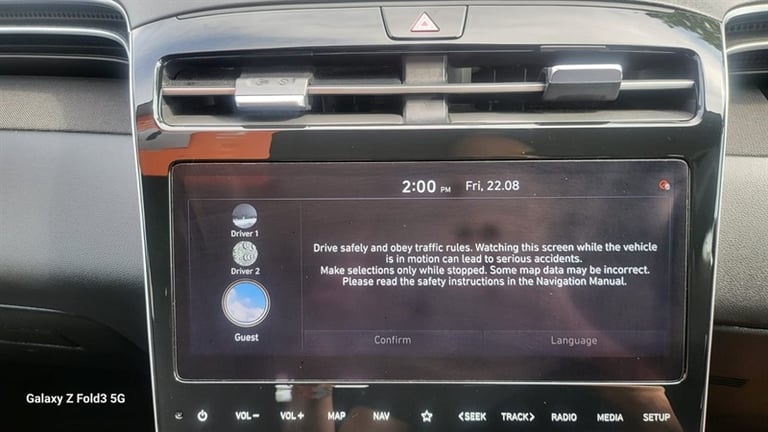 2:00 PM Fri, 22.08
Driver 1
Driver 2
Guest
Drive safely and obey traffic rules. Watching this screen while the vehicle
is in motion can lead to serious accidents.
Make selections only while stopped. Some map data may be incorrect.
Please read the safety instructions in the Navigation Manual.
Confirm Language
VOL− VOL+ MAP NAV <SEEK TRACK> RADIO MEDIA SETUP
Galaxy Z Fold3 5G